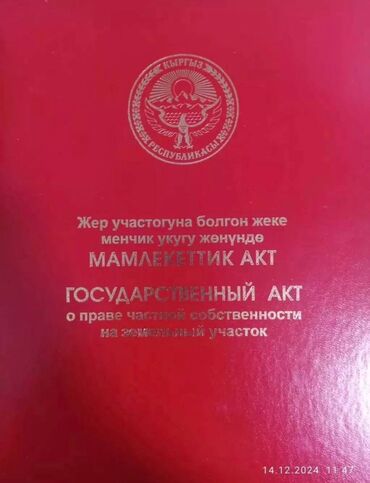 КЫРГЫЗ
РЕСПУБЛИКАСЫ
Жер участогуна болгон жеке
менчик укугу жөнүндө
МАМЛЕКЕТТИК АКТ
ГОСУДАРСТВЕННЫЙ АКТ
о праве частной собственности
на земельный участок
14.12.2024 11:47